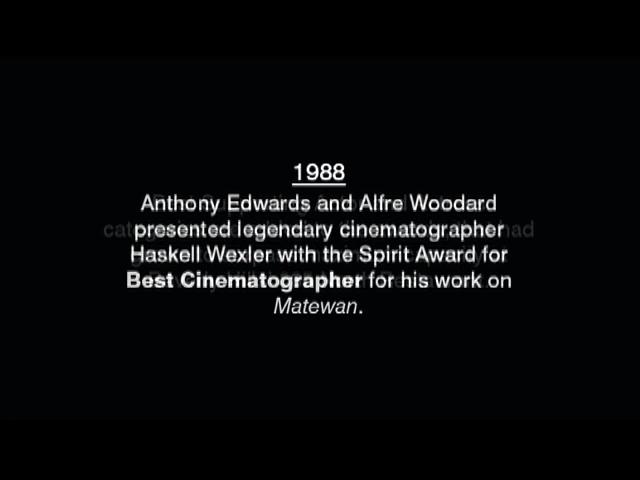 1988
Anthony Edwards and Alfre Woodard
presented legendary cinematographer
Haskell Wexler with the Spirit Award for
Best Cinematographer for his work on
Matewan.